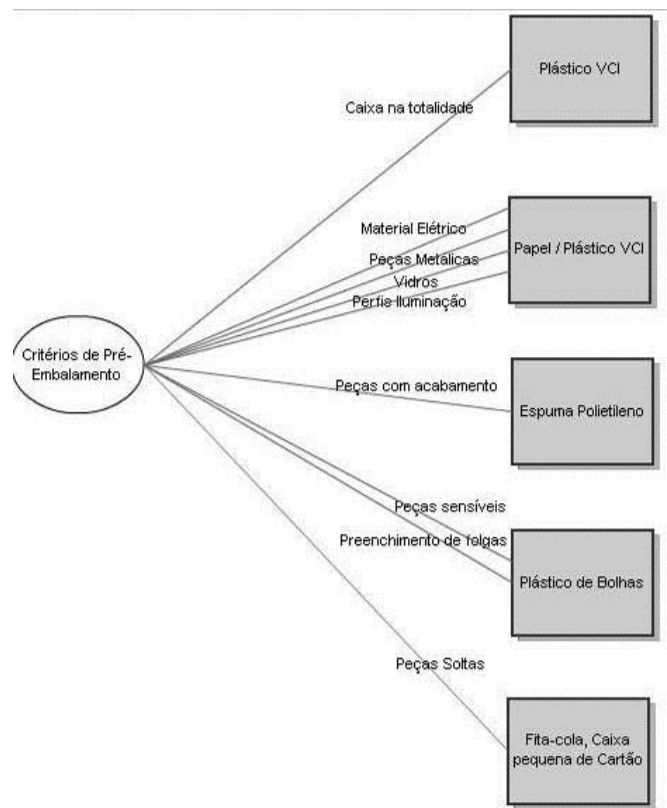 Plástico VCI
Caixa na totalidade
Material Elétrico
Peças Metálicas
Vidros
Perfis Iluminação
Papel / Plástico VCI
Critérios de Pré-
Embalamento
Peças com acabamento
Espuma Polietileno
Peças sensíveis
Preenchimento de folgas
Plástico de Bolhas
Peças Soltas
Fita-cola, Caixa
pequena de Cartão